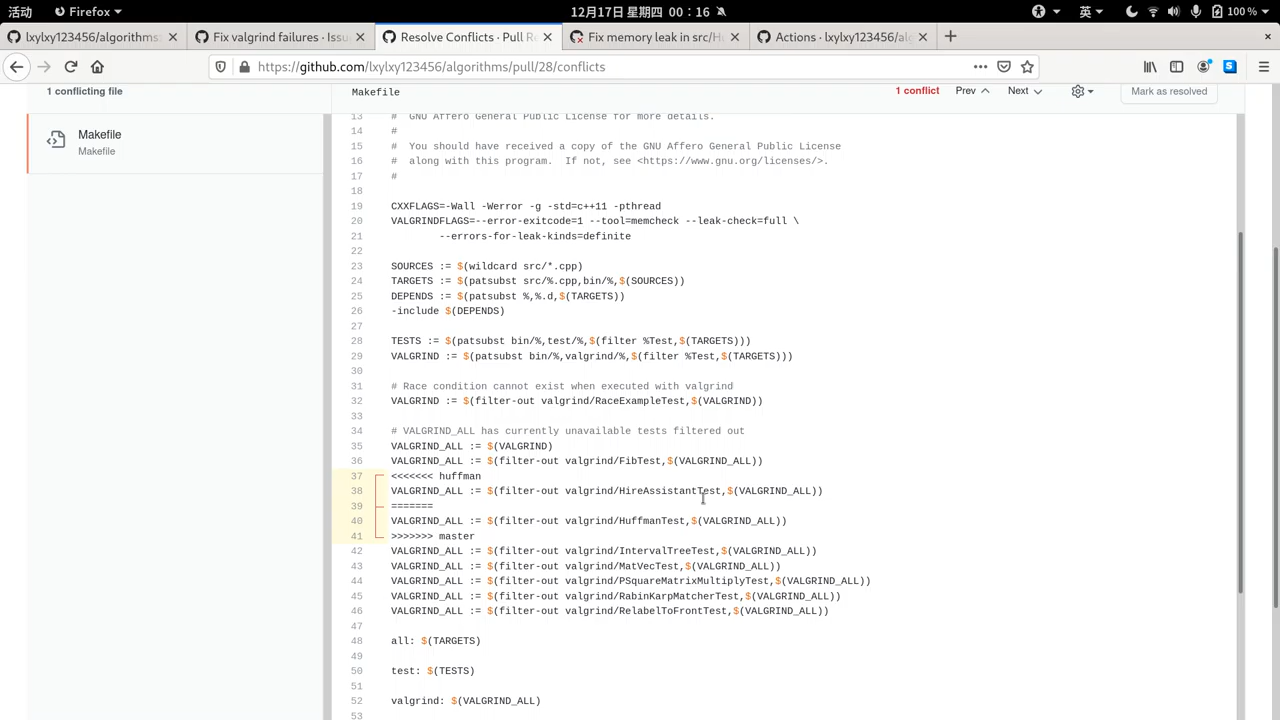 活动 Firefox 12月17日 星期四 00：16 英 100 %
lxylxy123456/algorithms: Fix valgrind failures · Issu Resolve Conflicts · Pull Re Fix memory leak in src/Hu Actions · lxylxy123456/alg
https://github.com/lxylxy123456/algorithms/pull/28/conflicts
1 conflicting file Makefile 1 conflict Prev Next Mark as resolved
Makefile
Makefile
13 # GNU Affero General Public License for more details.
14 #
15 # You should have received a copy of the GNU Affero General Public License
16 # along with this program. If not, see <https://www.gnu.org/licenses/>.
17 #
18
19 CXXFLAGS=-Wall -Werror -g -std=c++11 -pthread
20 VALGRINDFLAGS=--error-exitcode=1 --tool=memcheck --leak-check=full \
21 --errors-for-leak-kinds=definite
22
23 SOURCES := $(wildcard src/*.cpp)
24 TARGETS := $(patsubst src/%.cpp,bin/%,$(SOURCES))
25 DEPENDS := $(patsubst %,%.d,$(TARGETS))
26 -include $(DEPENDS)
27
28 TESTS := $(patsubst bin/%,test/%,$(filter %Test,$(TARGETS)))
29 VALGRIND := $(patsubst bin/%,valgrind/%,$(filter %Test,$(TARGETS)))
30
31 # Race condition cannot exist when executed with valgrind
32 VALGRIND := $(filter-out valgrind/RaceExampleTest,$(VALGRIND))
33
34 # VALGRIND_ALL has currently unavailable tests filtered out
35 VALGRIND_ALL := $(VALGRIND)
36 VALGRIND_ALL := $(filter-out valgrind/FibTest,$(VALGRIND_ALL))
37 <<<<<<< huffman
38 VALGRIND_ALL := $(filter-out valgrind/HireAssistantTest,$(VALGRIND_ALL))
39 =======
40 VALGRIND_ALL := $(filter-out valgrind/HuffmanTest,$(VALGRIND_ALL))
41 >>>>>>> master
42 VALGRIND_ALL := $(filter-out valgrind/IntervalTreeTest,$(VALGRIND_ALL))
43 VALGRIND_ALL := $(filter-out valgrind/MatVecTest,$(VALGRIND_ALL))
44 VALGRIND_ALL := $(filter-out valgrind/PSquareMatrixMultiplyTest,$(VALGRIND_ALL))
45 VALGRIND_ALL := $(filter-out valgrind/RabinKarpMatcherTest,$(VALGRIND_ALL))
46 VALGRIND_ALL := $(filter-out valgrind/RelabelToFrontTest,$(VALGRIND_ALL))
47
48 all: $(TARGETS)
49
50 test: $(TESTS)
51
52 valgrind: $(VALGRIND_ALL)
53